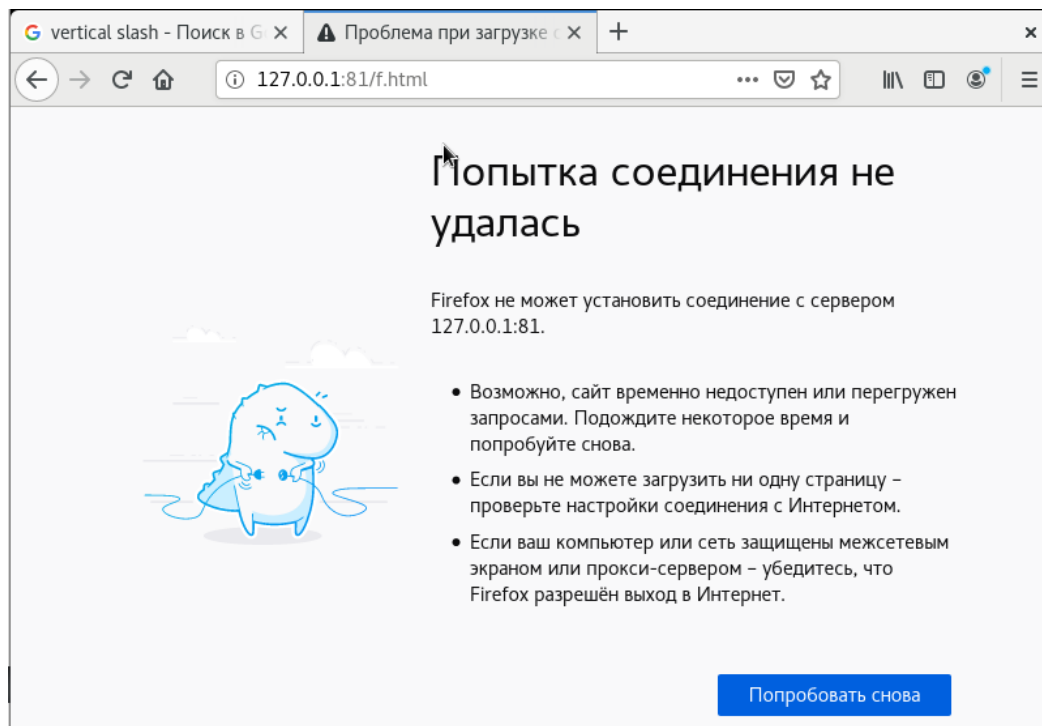 vertical slash - Поиск в G
Проблема при загрузке с
127.0.0.1:81/f.html
Попытка соединения не
удалась
Firefox не может установить соединение с сервером
127.0.0.1:81.
• Возможно, сайт временно недоступен или перегружен
запросами. Подождите некоторое время и
попробуйте снова.
• Если вы не можете загрузить ни одну страницу –
проверьте настройки соединения с Интернетом.
• Если ваш компьютер или сеть защищены межсетевым
экраном или прокси-сервером – убедитесь, что
Firefox разрешён выход в Интернет.
Попробовать снова